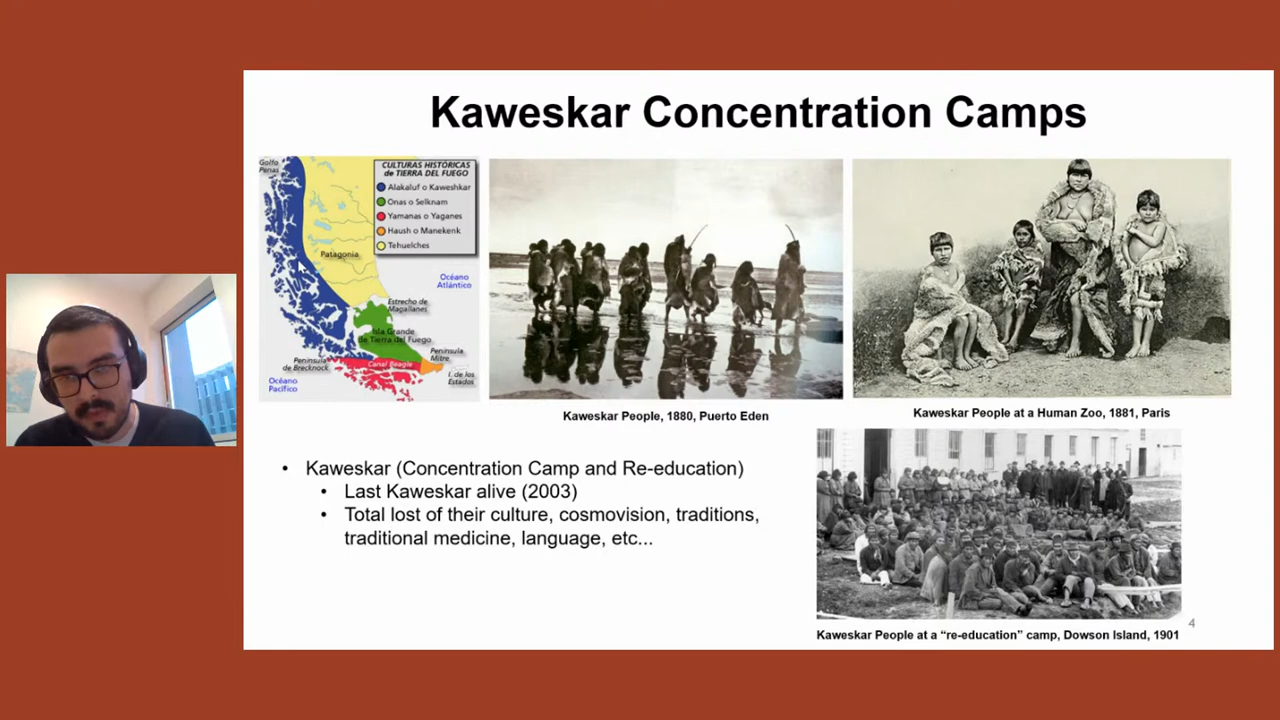 Kaweskar Concentration Camps
Golfo
Penas
CULTURAS HISTÓRICAS
de TIERRA DEL FUEGO
Alakaluf o Kaweshkar
Onas o Selknam
Yamanas o Yaganes
Haush o Manekenk
Tehuelches
Patagonia
Océano
Atlántico
Estrecho de
Magallanes
Isla Grande
de Tierra del Fuego
Península
Mitre
Península
de Brecknock
Canal Beagle
I. de los
Estados
Océano
Pacífico
Kaweskar People, 1880, Puerto Eden
Kaweskar People at a Human Zoo, 1881, Paris
• Kaweskar (Concentration Camp and Re-education)
• Last Kaweskar alive (2003)
• Total lost of their culture, cosmovision, traditions,
traditional medicine, language, etc...
Kaweskar People at a “re-education” camp, Dowson Island, 1901
4